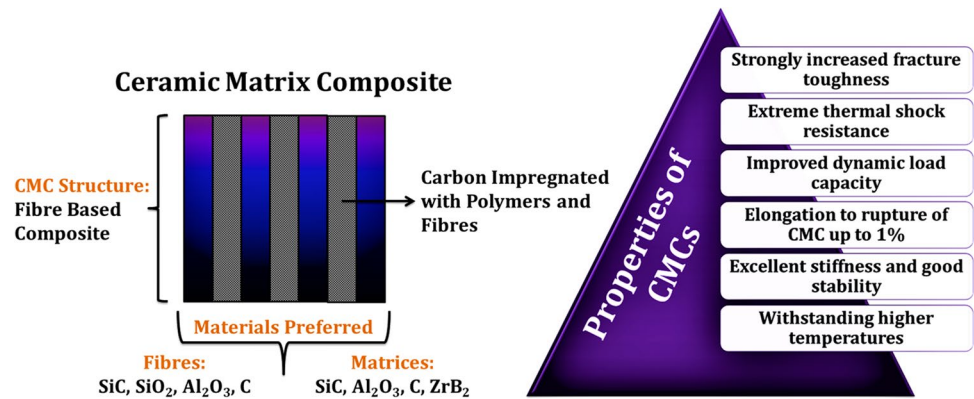 Ceramic Matrix Composite
CMC Structure:
Fibre Based
Composite
Carbon Impregnated
with Polymers and
Fibres
Materials Preferred
Fibres:
SiC, SiO₂, Al₂O₃, C
Matrices:
SiC, Al₂O₃, C, ZrB₂
Properties of
CMCs
Strongly increased fracture
toughness
Extreme thermal shock
resistance
Improved dynamic load
capacity
Elongation to rupture of
CMC up to 1%
Excellent stiffness and good
stability
Withstanding higher
temperatures